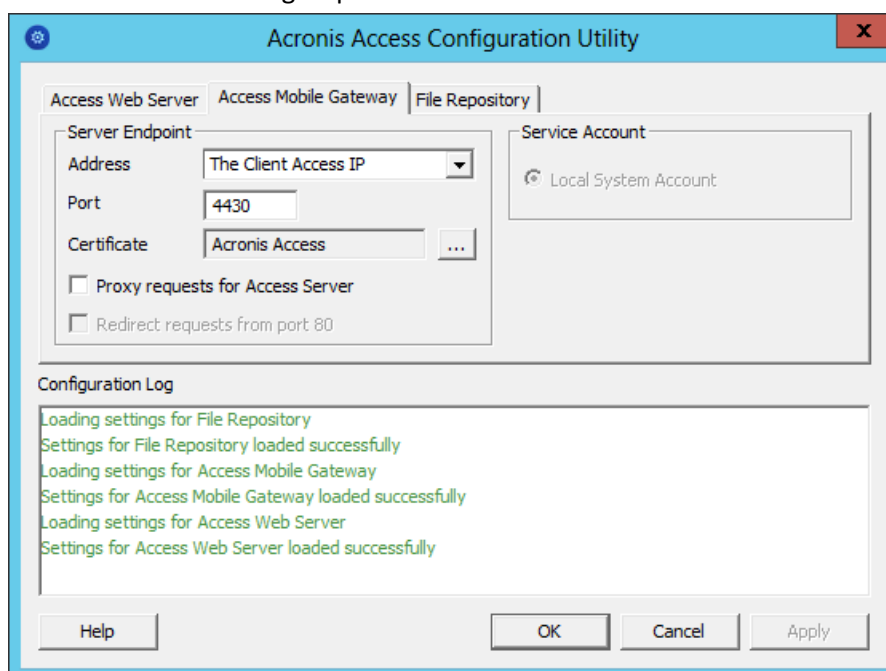 Acronis Access Configuration Utility
x
Access Web Server Access Mobile Gateway File Repository
Server Endpoint
Address The Client Access IP
Port 4430
Certificate Acronis Access ...
Proxy requests for Access Server
Redirect requests from port 80
Service Account
Local System Account
Configuration Log
Loading settings for File Repository
Settings for File Repository loaded successfully
Loading settings for Access Mobile Gateway
Settings for Access Mobile Gateway loaded successfully
Loading settings for Access Web Server
Settings for Access Web Server loaded successfully
Help OK Cancel Apply